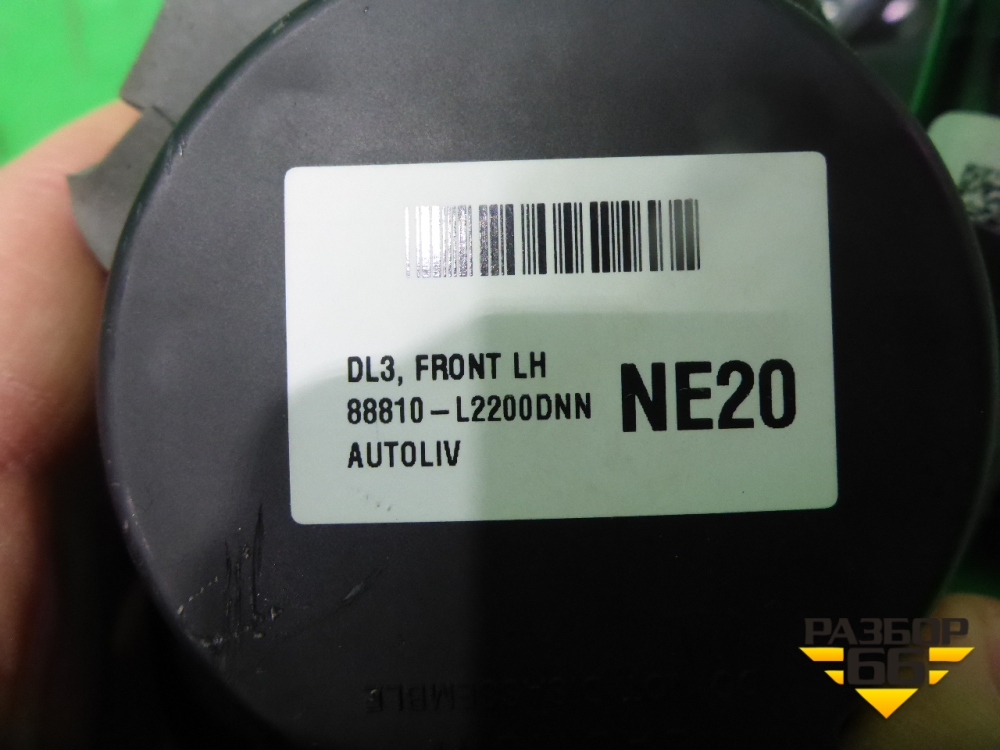 DL3, FRONT LH
88810-L2200DNN
AUTOLIV
NE20
РАЗБОР
66